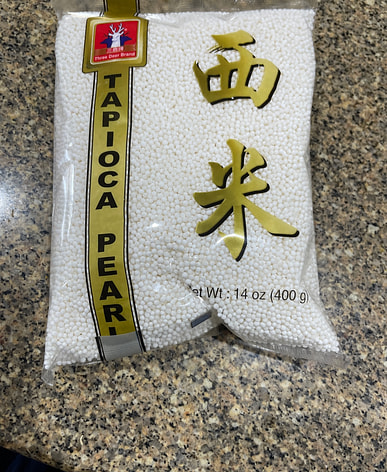 Three Deer Brand
TAPIOCA PEARL
西米
et Wt : 14 oz (400 g)